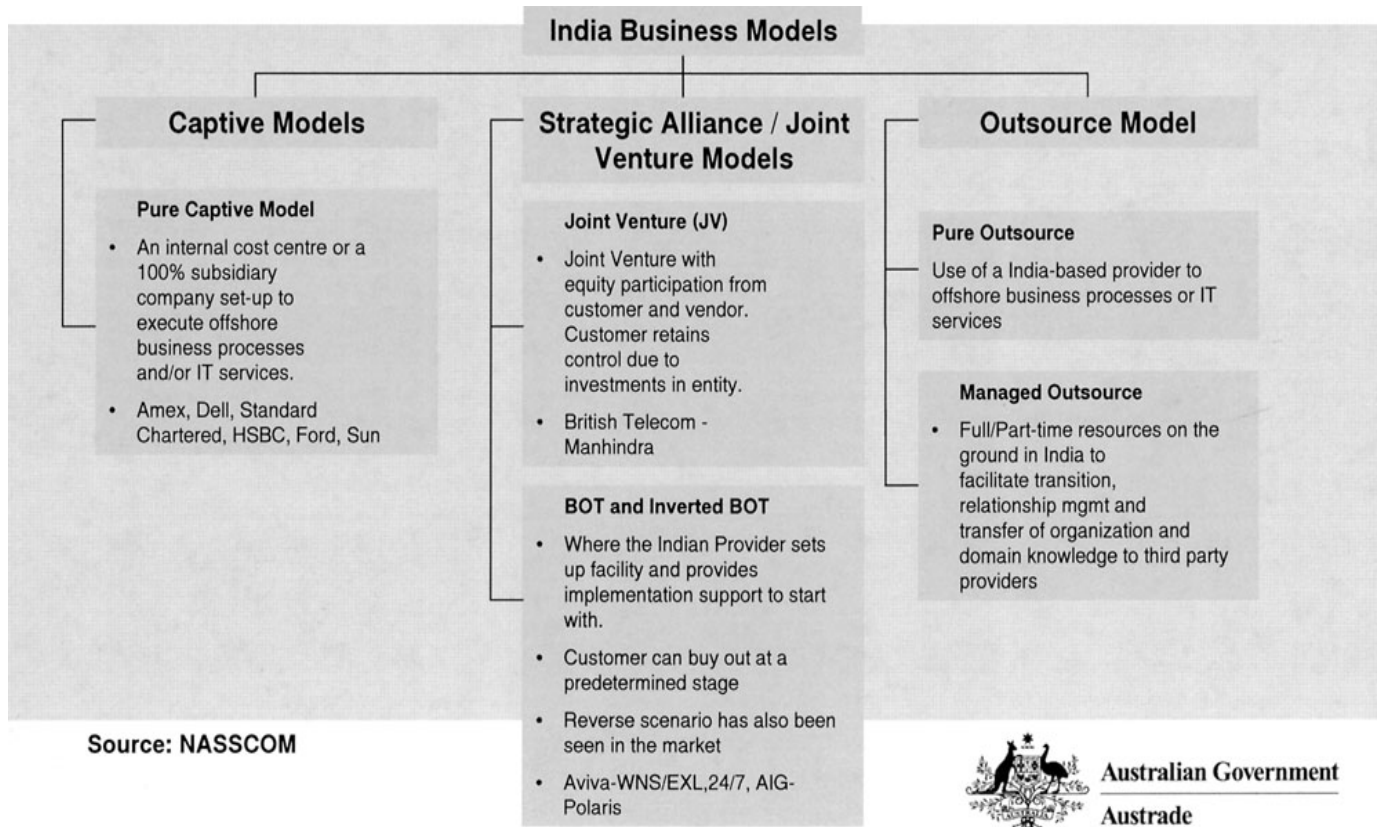 India Business Models
Captive Models
Pure Captive Model
• An internal cost centre or a
100% subsidiary
company set-up to
execute offshore
business processes
and/or IT services.
• Amex, Dell, Standard
Chartered, HSBC, Ford, Sun
Strategic Alliance / Joint
Venture Models
Joint Venture (JV)
• Joint Venture with
equity participation from
customer and vendor.
Customer retains
control due to
investments in entity.
• British Telecom -
Manhindra
BOT and Inverted BOT
• Where the Indian Provider sets
up facility and provides
implementation support to start
with.
• Customer can buy out at a
predetermined stage
• Reverse scenario has also been
seen in the market
• Aviva-WNS/EXL,24/7, AIG-
Polaris
Outsource Model
Pure Outsource
Use of a India-based provider to
offshore business processes or IT
services
Managed Outsource
• Full/Part-time resources on the
ground in India to
facilitate transition,
relationship mgmt and
transfer of organization and
domain knowledge to third party
providers
Source: NASSCOM
Australian Government
Austrade